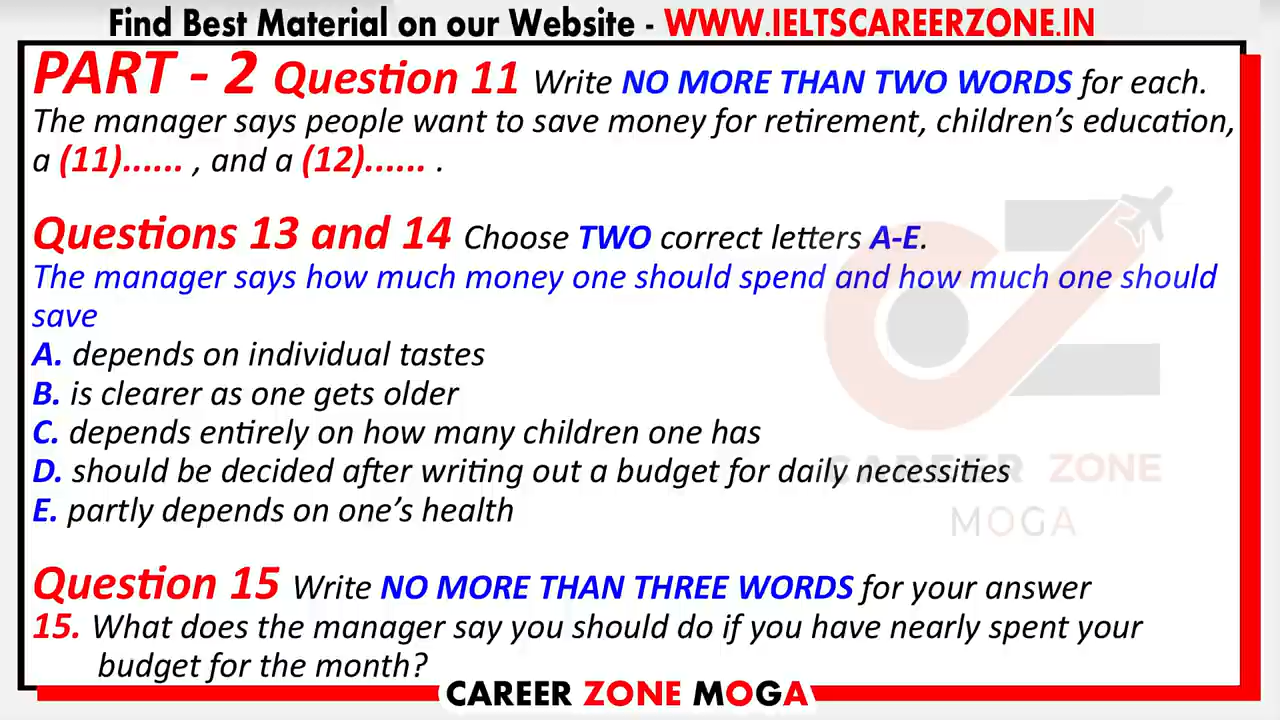 Find Best Material on our Website - WWW.IELTSCAREERZONE.IN
PART - 2 Question 11 Write NO MORE THAN TWO WORDS for each.
The manager says people want to save money for retirement, children's education,
a (11)...... , and a (12)...... .
Questions 13 and 14 Choose TWO correct letters A-E.
The manager says how much money one should spend and how much one should
save
A. depends on individual tastes
B. is clearer as one gets older
C. depends entirely on how many children one has
D. should be decided after writing out a budget for daily necessities
E. partly depends on one's health
CAREER ZONE
MOGA
Question 15 Write NO MORE THAN THREE WORDS for your answer
15. What does the manager say you should do if you have nearly spent your
budget for the month?
CAREER ZONE MOGA